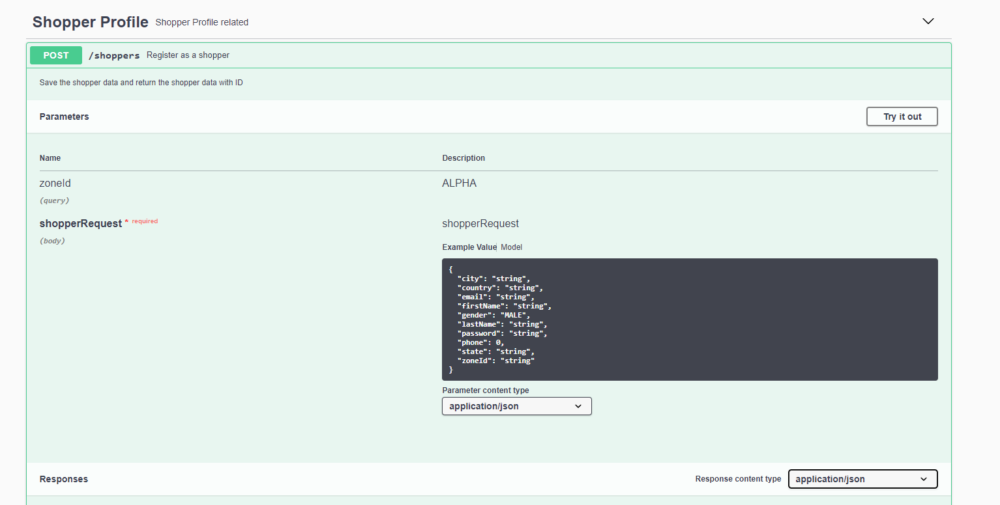 Shopper Profile Shopper Profile related
POST /shoppers Register as a shopper
Save the shopper data and return the shopper data with ID
Parameters Try it out
Name Description
zoneId ALPHA
(query)
shopperRequest * required shopperRequest
(body)
Example Value Model
{
"city": "string",
"country": "string",
"email": "string",
"firstName": "string",
"gender": "MALE",
"lastName": "string",
"password": "string",
"phone": 0,
"state": "string",
"zoneId": "string"
}
Parameter content type
application/json
Responses Response content type application/json